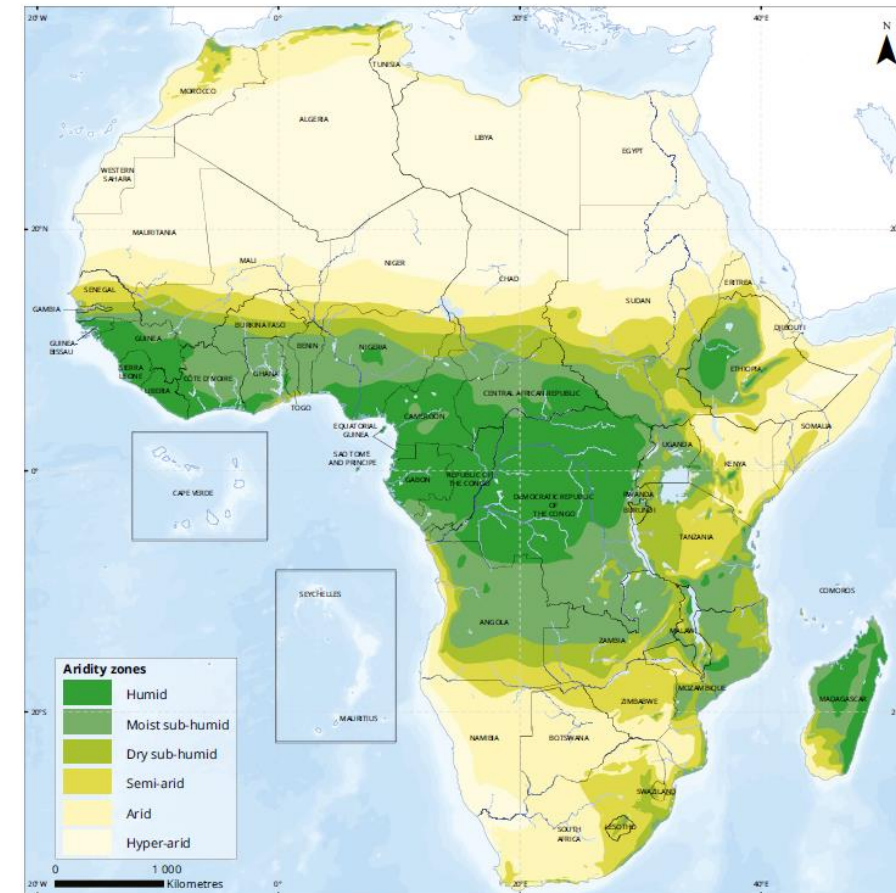 20°W
0°
20°E
40°E
N
TUNISIA
MOROCCO
ALGERIA
LIBYA
EGYPT
WESTERN
SAHARA
20°N
20
MAURITANIA
MALI
NIGER
CHAD
SUDAN
ERITREA
SENEGAL
GAMBIA
BURKINA FASO
DJIBOUTI
GUINEA
BISSAU
GUINEA
BENIN
NIGERIA
SIERRA
LEONE
CÔTE D'IVOIRE
GHANA
ETHIOPIA
LIBERIA
TOGO
CENTRAL AFRICAN REPUBLIC
CAMEROON
SOMALIA
EQUATORIAL
GUINEA
UGANDA
KENYA
SAO TOME
AND PRINCIPE
0°
0°
GABON
REPUBLIC OF
THE CONGO
CAPE VERDE
DEMOCRATIC REPUBLIC
OF
THE CONGO
RWANDA
BURUNDI
TANZANIA
SEYCHELLES
COMOROS
ANGOLA
MALAWI
ZAMBIA
MOZAMBIQUE
MADAGASCAR
ZIMBABWE
20°S
20
MAURITIUS
NAMIBIA
BOTSWANA
SWAZILAND
LESOTHO
SOUTH
AFRICA
Aridity zones
Humid
Moist sub-humid
Dry sub-humid
Semi-arid
Arid
Hyper-arid
0
1 000
Kilometres
20°W
0°
20°E
40°E